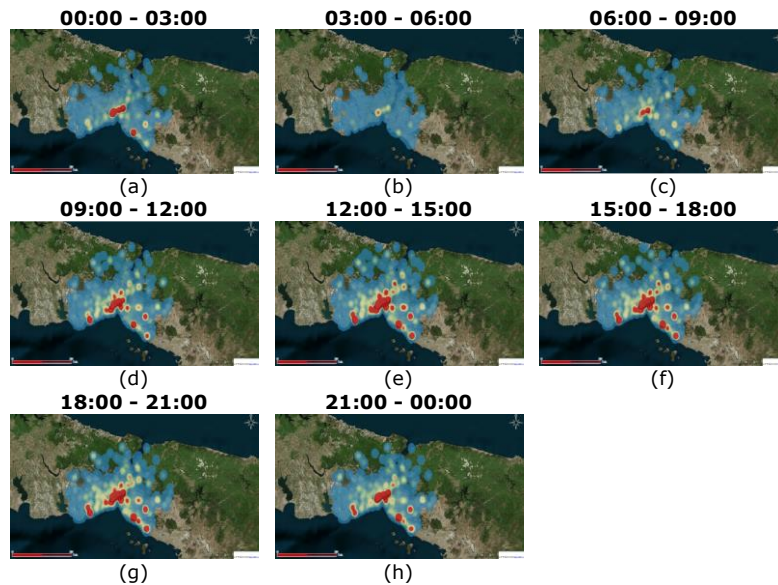 00:00 - 03:00
03:00 - 06:00
06:00 - 09:00
(a)
(b)
(c)
09:00 - 12:00
12:00 - 15:00
15:00 - 18:00
(d)
(e)
(f)
18:00 - 21:00
21:00 - 00:00
(g)
(h)